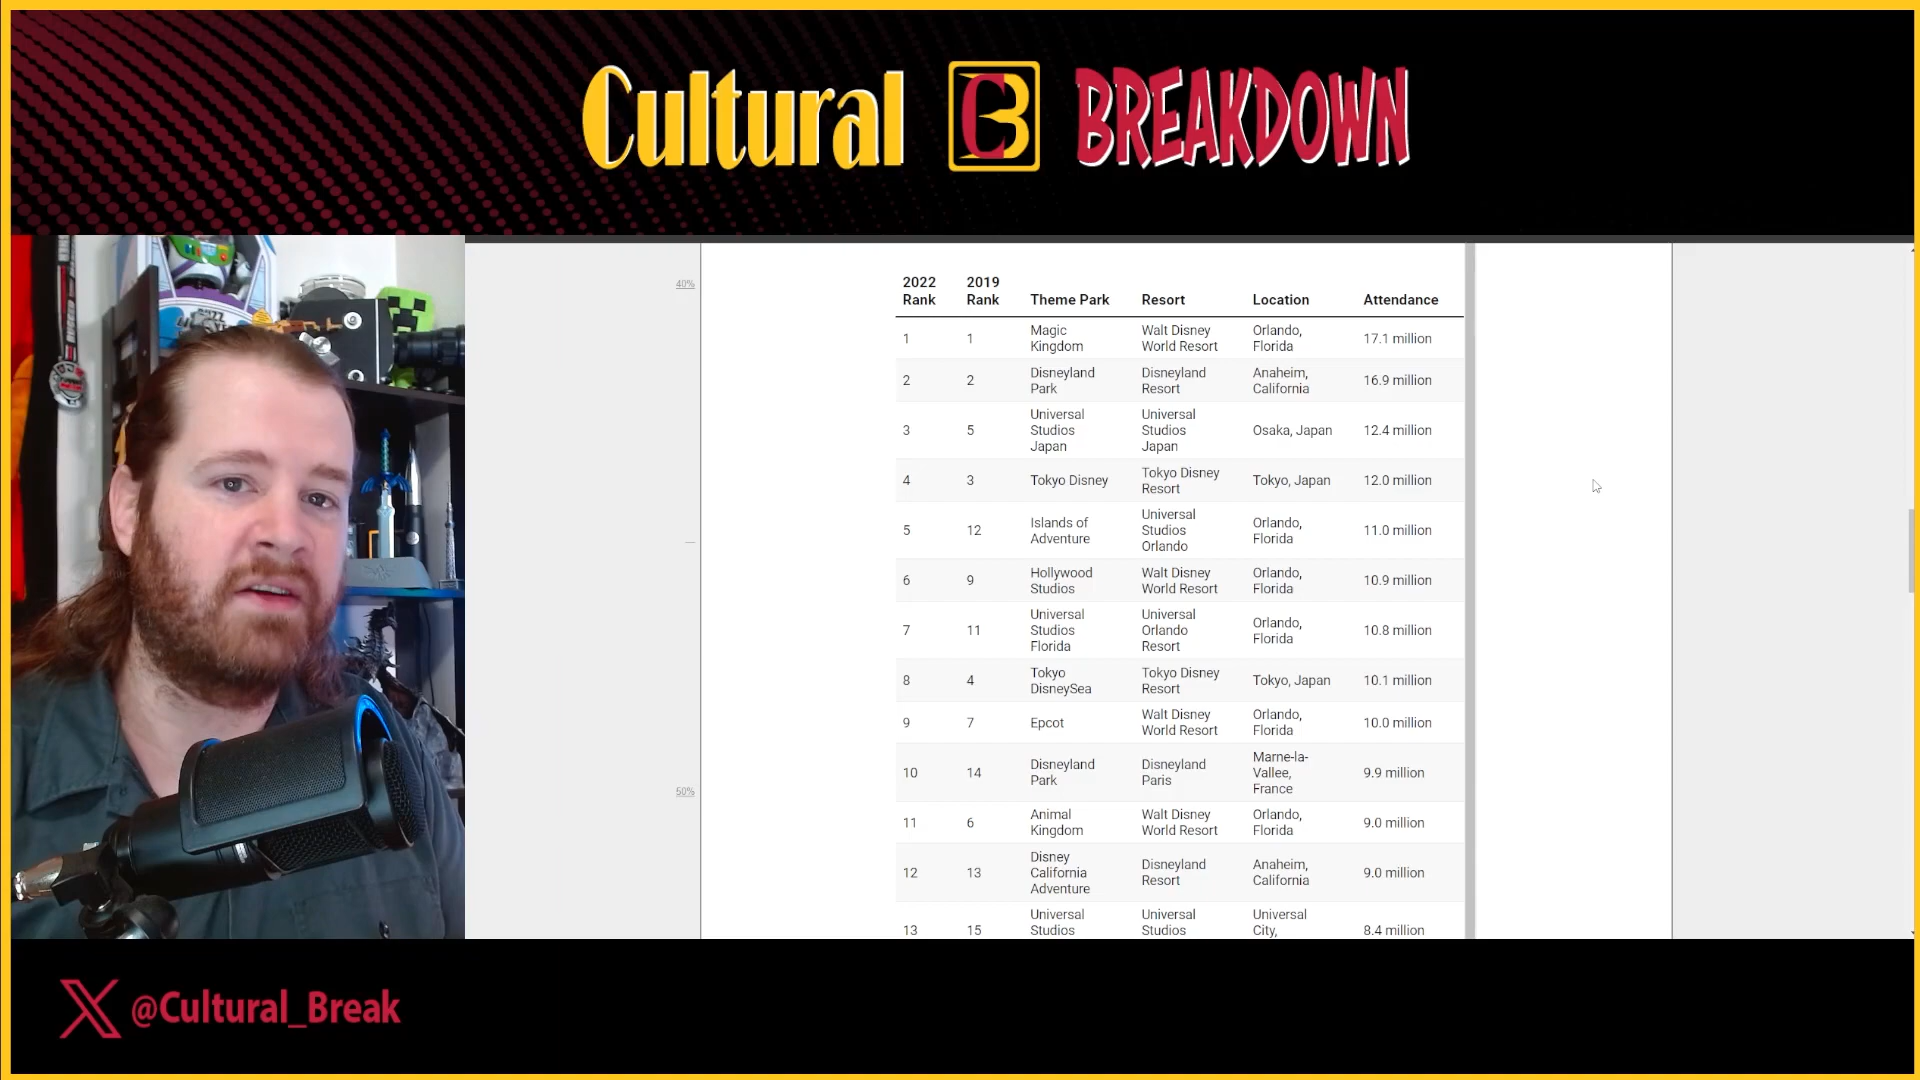 Cultural CB BREAKDOWN
40%
2022 Rank 2019 Rank Theme Park Resort Location Attendance
1 1 Magic Kingdom Walt Disney World Resort Orlando, Florida 17.1 million
2 2 Disneyland Park Disneyland Resort Anaheim, California 16.9 million
3 5 Universal Studios Japan Universal Studios Japan Osaka, Japan 12.4 million
4 3 Tokyo Disney Tokyo Disney Resort Tokyo, Japan 12.0 million
5 12 Islands of Adventure Universal Studios Orlando Orlando, Florida 11.0 million
6 9 Hollywood Studios Walt Disney World Resort Orlando, Florida 10.9 million
7 11 Universal Studios Florida Universal Orlando Resort Orlando, Florida 10.8 million
8 4 Tokyo DisneySea Tokyo Disney Resort Tokyo, Japan 10.1 million
9 7 Epcot Walt Disney World Resort Orlando, Florida 10.0 million
50%
10 14 Disneyland Park Disneyland Paris Marne-la-Vallee, France 9.9 million
11 6 Animal Kingdom Walt Disney World Resort Orlando, Florida 9.0 million
12 13 Disney California Adventure Disneyland Resort Anaheim, California 9.0 million
13 15 Universal Studios Universal Studios Universal City, 8.4 million
X @Cultural_Break